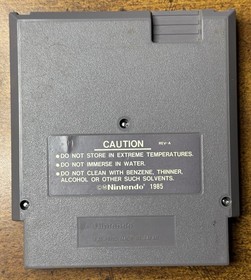 CAUTION REV-A
•DO NOT STORE IN EXTREME TEMPERATURES.
•DO NOT IMMERSE IN WATER.
•DO NOT CLEAN WITH BENZENE, THINNER,
ALCOHOL OR OTHER SUCH SOLVENTS.
©®Nintendo® 1985